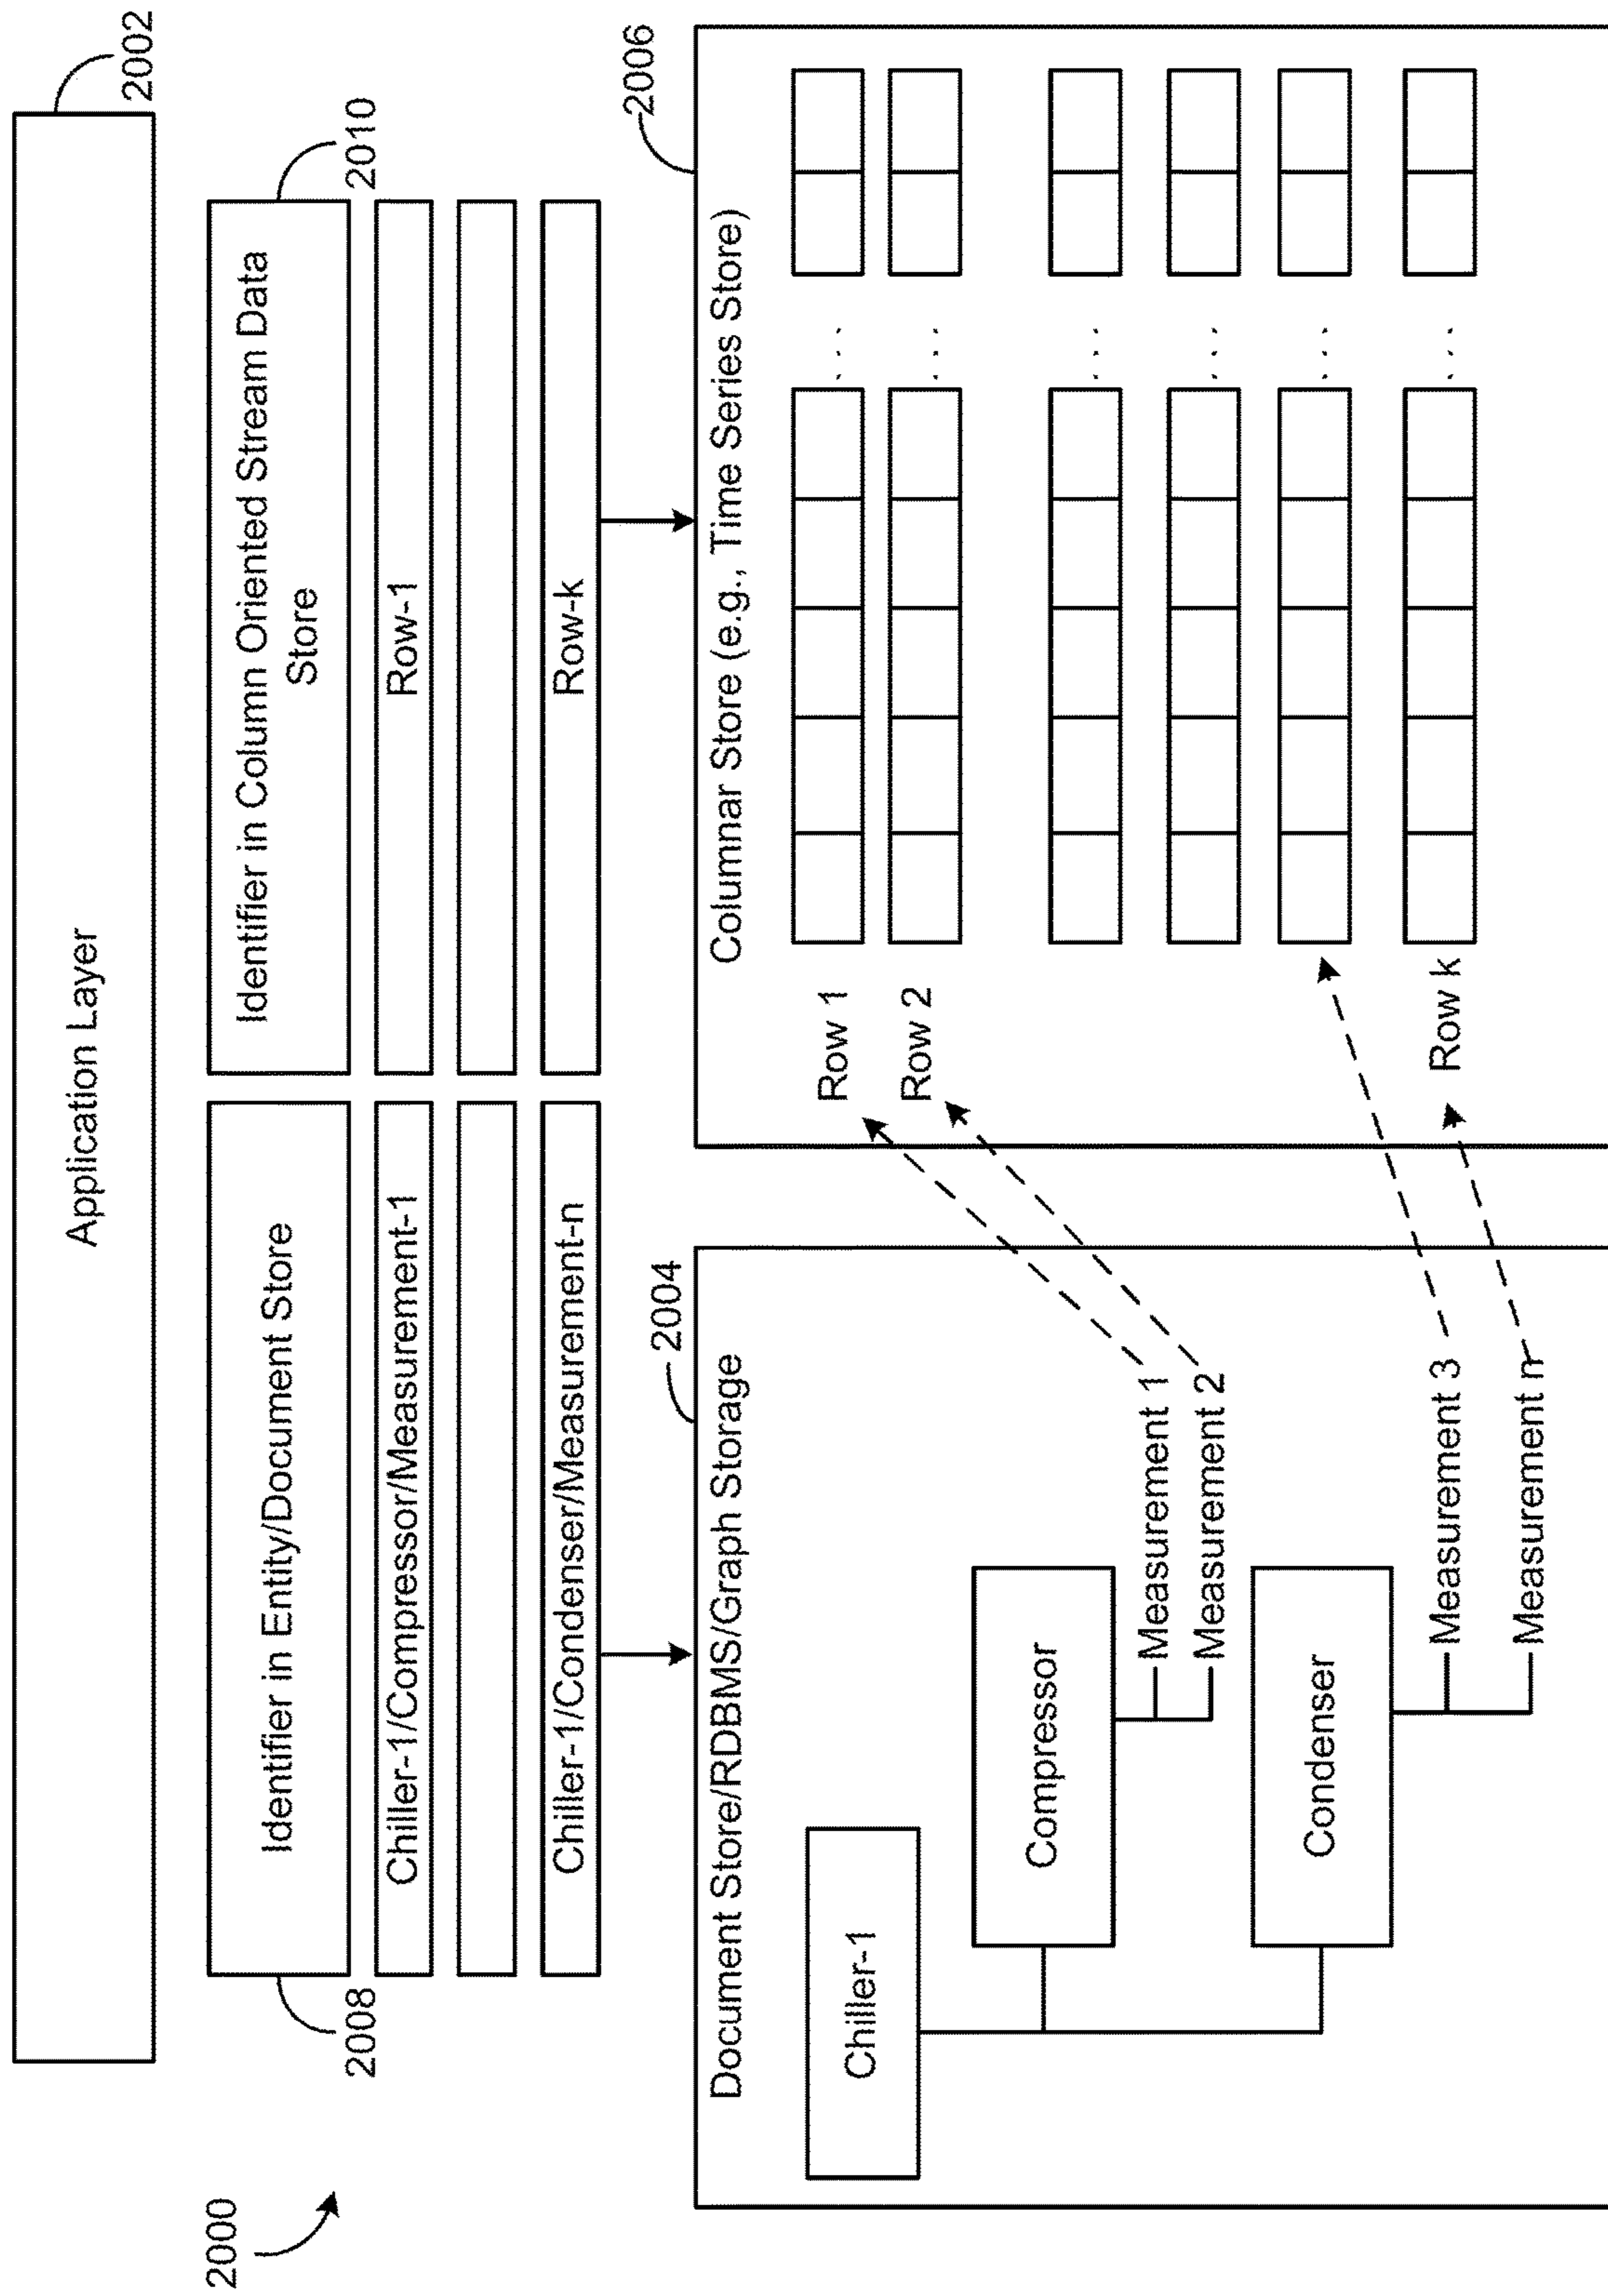 2000
Application Layer
2002
2008
Identifier in Entity/Document Store
Chiller-1/Compressor/Measurement-1
Chiller-1/Condenser/Measurement-n
Identifier in Column Oriented Stream Data
Store
2010
Row-1
Row-k
2004
Document Store/RDBMS/Graph Storage
Chiller-1
Compressor
Measurement 1
Measurement 2
Condenser
Measurement 3
Measurement n
2006
Columnar Store (e.g., Time Series Store)
Row 1
Row 2
Row k